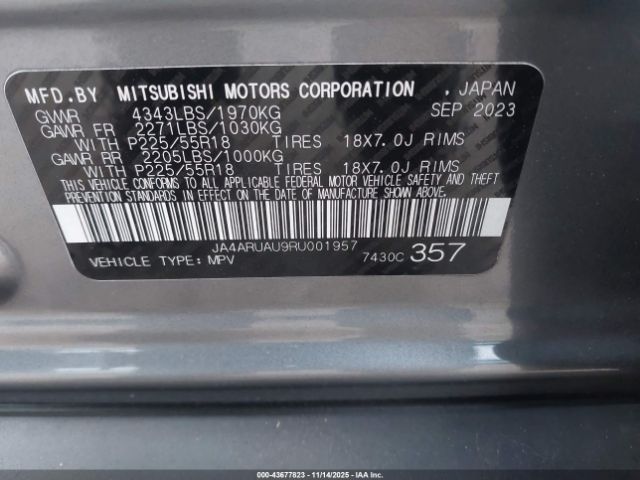 MFD.BY MITSUBISHI MOTORS CORPORATION . JAPAN
GVWR 4343LBS/1970KG SEP 2023
GAWR FR 2271LBS/1030KG
WITH P225/55R18 TIRES 18X7.0J RIMS
GAWR RR 2205LBS/1000KG
WITH P225/55R18 TIRES 18X7.0J RIMS
THIS VEHICLE CONFORMS TO ALL APPLICABLE FEDERAL MOTOR VEHICLE SAFETY AND THEFT
PREVENTION STANDARDS IN EFFECT ON THE DATE OF MANUFACTURE SHOWN ABOVE.
JA4ARUAU9RU001957
VEHICLE TYPE: MPV 7430C 357
000-43677823 - 11/14/2025 - IAAI.COM